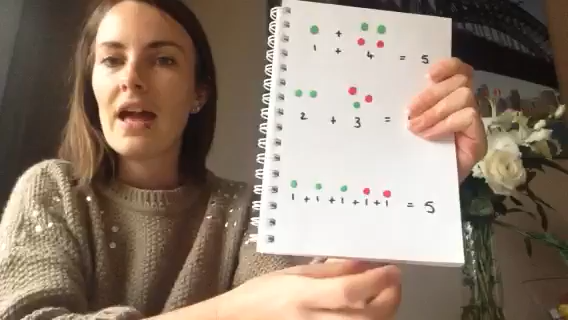 1 + 4 = 5
2 + 3 =
1 + 1 + 1 + 1 + 1 = 5